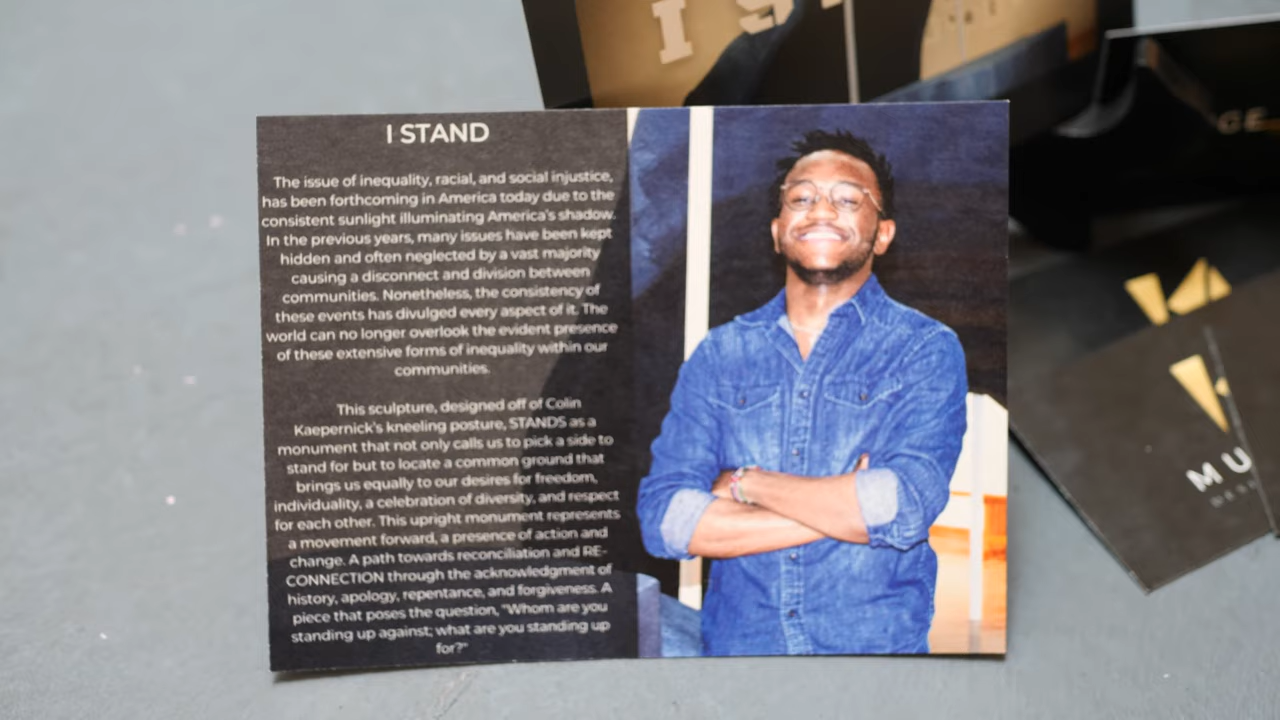 I S
GE
I STAND
The issue of inequality, racial, and social injustice,
has been forthcoming in America today due to the
consistent sunlight illuminating America's shadow.
In the previous years, many issues have been kept
hidden and often neglected by a vast majority
causing a disconnect and division between
communities. Nonetheless, the consistency of
these events has divulged every aspect of it. The
world can no longer overlook the evident presence
of these extensive forms of inequality within our
communities.
This sculpture, designed off of Colin
Kaepernick's kneeling posture, STANDS as a
monument that not only calls us to pick a side to
stand for but to locate a common ground that
brings us equally to our desires for freedom,
individuality, a celebration of diversity, and respect
for each other. This upright monument represents
a movement forward, a presence of action and
change. A path towards reconciliation and RE-
CONNECTION through the acknowledgment of
history, apology, repentance, and forgiveness. A
piece that poses the question, "Whom are you
standing up against; what are you standing up
for?"
MU